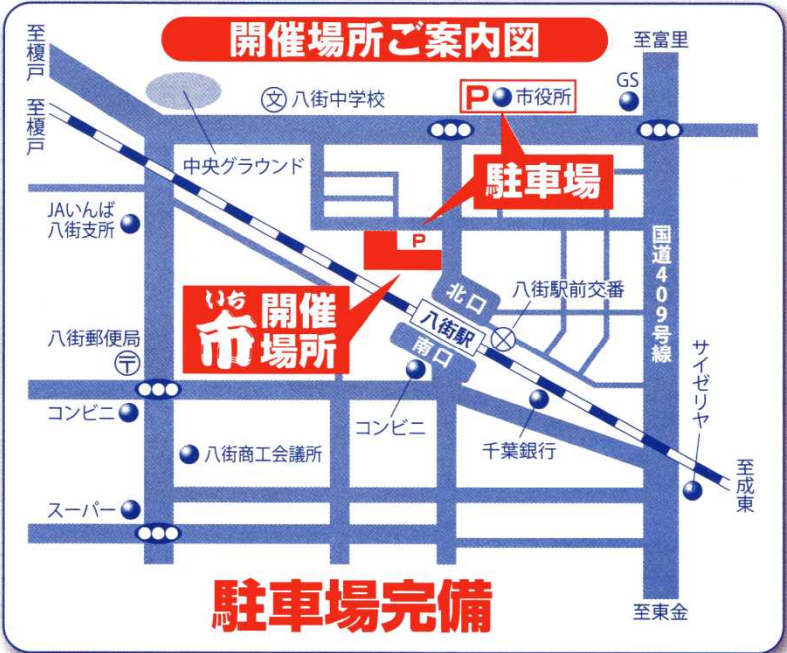 開催場所ご案内図
至榎戸
至榎戸
至富里
GS
八街中学校
文
P 市役所
中央グラウンド
駐車場
JAいんば
八街支所
P
国道409号線
いち
市 開催
場所
北口
八街駅前交番
八街駅
南口
八街郵便局
〒
サイゼリヤ
コンビニ
コンビニ
千葉銀行
八街商工会議所
至成東
スーパー
駐車場完備
至東金